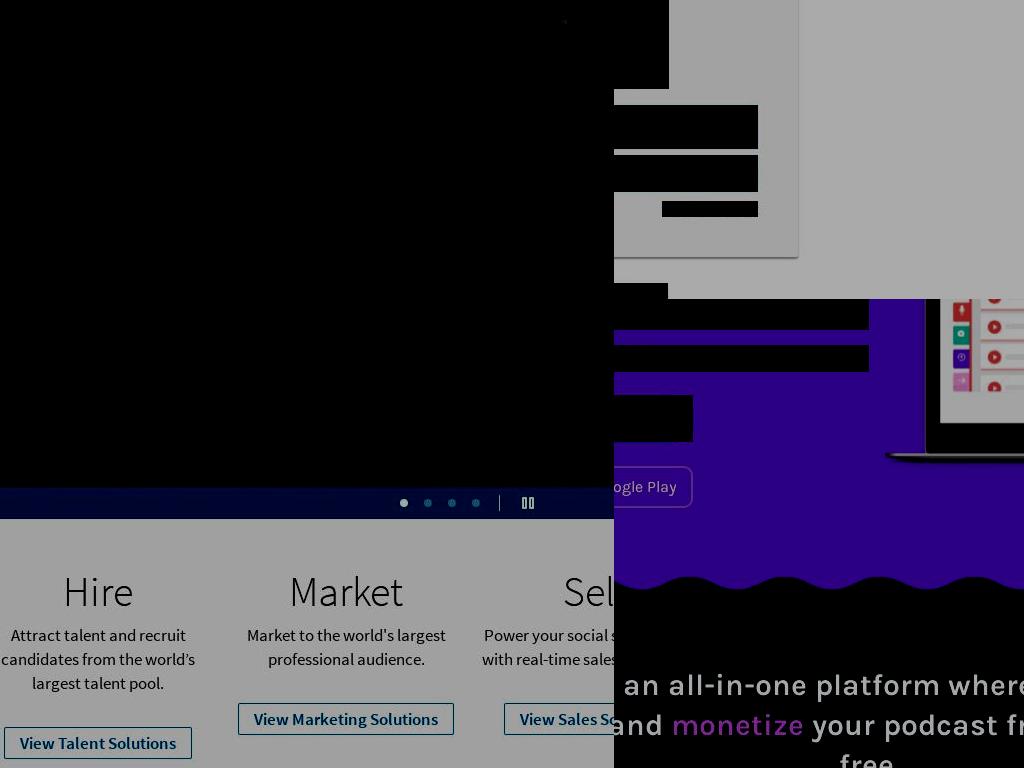 ogle Play
Hire
Attract talent and recruit
candidates from the world’s
largest talent pool.
View Talent Solutions
Market
Market to the world's largest
professional audience.
View Marketing Solutions
Sel
Power your social
with real-time sales
View Sales
an all-in-one platform where
and monetize your podcast
free